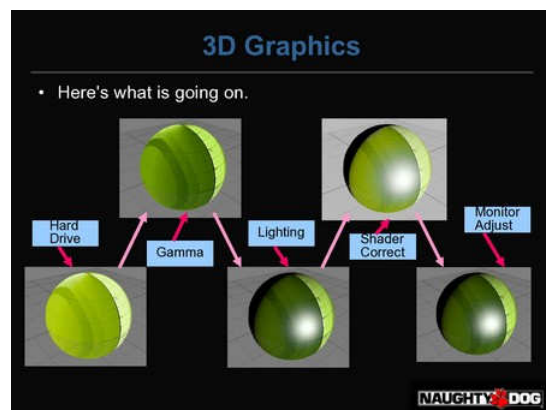 3D Graphics
• Here's what is going on.
Hard
Drive
Gamma
Lighting
Shader
Correct
Monitor
Adjust
NAUGHTY DOG